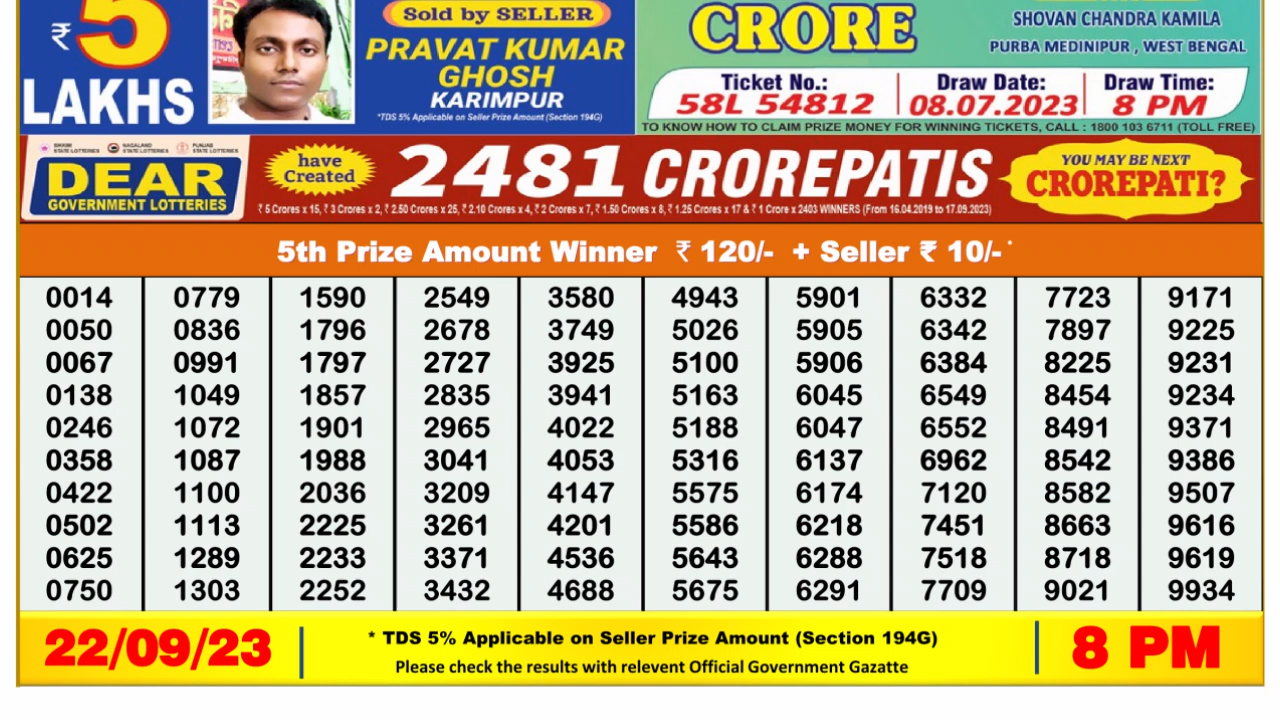 ₹ 5
LAKHS
Sold by SELLER
PRAVAT KUMAR
GHOSH
KARIMPUR
*TDS 5% Applicable on Seller Prize Amount (Section 194G)
CRORE
SHOVAN CHANDRA KAMILA
PURBA MEDINIPUR , WEST BENGAL
Ticket No.: Draw Date: Draw Time:
58L 54812 08.07.2023 8 PM
TO KNOW HOW TO CLAIM PRIZE MONEY FOR WINNING TICKETS, CALL : 1800 103 6711 (TOLL FREE)
SIKKIM STATE LOTTERIES NAGALAND STATE LOTTERIES PUNJAB STATE LOTTERIES
DEAR
GOVERNMENT LOTTERIES
have
Created
2481 CROREPATIS
₹ 5 Crores x 15, ₹ 3 Crores x 2, ₹ 2.50 Crores x 25, ₹ 2.10 Crores x 4, ₹ 2 Crores x 7, ₹ 1.50 Crores x 8, ₹ 1.25 Crores x 17 & ₹ 1 Crore x 2403 WINNERS (From 16.04.2019 to 17.09.2023)
YOU MAY BE NEXT
CROREPATI?
5th Prize Amount Winner ₹ 120/- + Seller ₹ 10/- *
0014 0779 1590 2549 3580 4943 5901 6332 7723 9171
0050 0836 1796 2678 3749 5026 5905 6342 7897 9225
0067 0991 1797 2727 3925 5100 5906 6384 8225 9231
0138 1049 1857 2835 3941 5163 6045 6549 8454 9234
0246 1072 1901 2965 4022 5188 6047 6552 8491 9371
0358 1087 1988 3041 4053 5316 6137 6962 8542 9386
0422 1100 2036 3209 4147 5575 6174 7120 8582 9507
0502 1113 2225 3261 4201 5586 6218 7451 8663 9616
0625 1289 2233 3371 4536 5643 6288 7518 8718 9619
0750 1303 2252 3432 4688 5675 6291 7709 9021 9934
22/09/23
* TDS 5% Applicable on Seller Prize Amount (Section 194G)
Please check the results with relevent Official Government Gazatte
8 PM